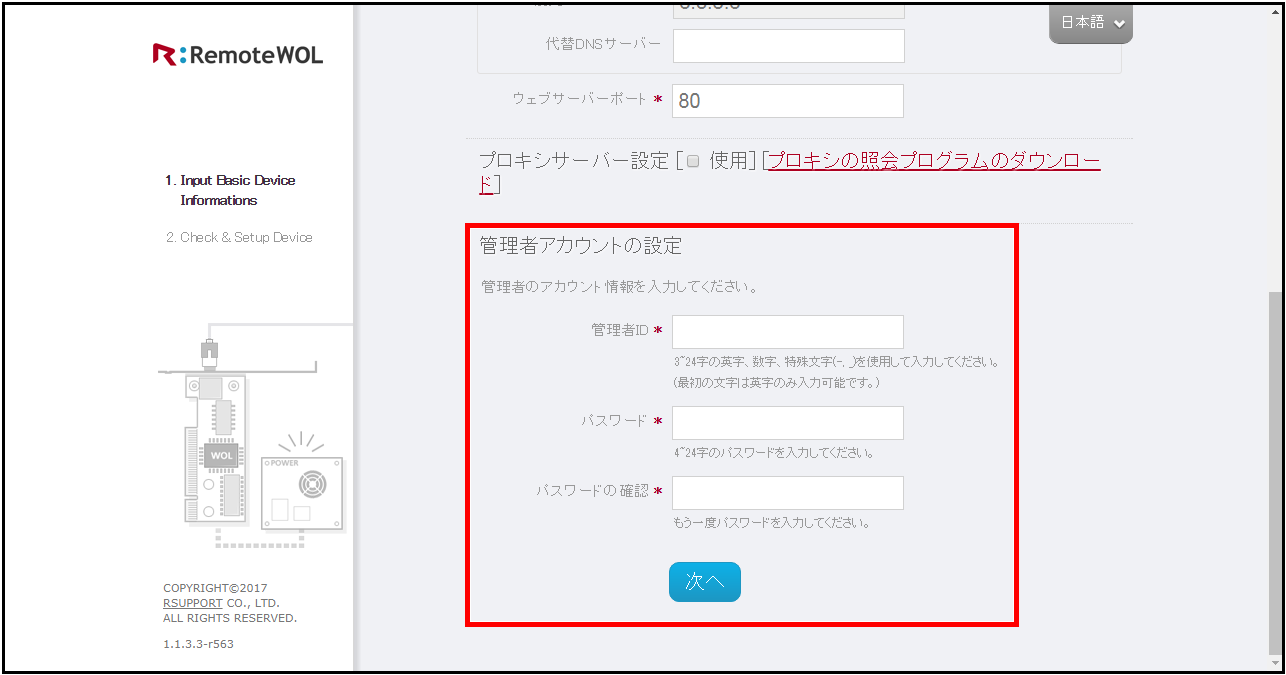 日本語
RemoteWOL
1. Input Basic Device
Informations
2. Check & Setup Device
WOL
POWER
COPYRIGHT©2017
RSUPPORT CO., LTD.
ALL RIGHTS RESERVED.
1.1.3.3-r563
代替DNSサーバー
ウェブサーバーポート * 80
プロキシサーバー設定 [ 使用] [プロキシの照会プログラムのダウンロー
ド]
管理者アカウントの設定
管理者のアカウント情報を入力してください。
管理者ID *
3~24字の英字、数字、特殊文字(-, _)を使用して入力してください。
(最初の文字は英字のみ入力可能です。)
パスワード *
4~24字のパスワードを入力してください。
パスワードの確認 *
もう一度パスワードを入力してください。
次へ